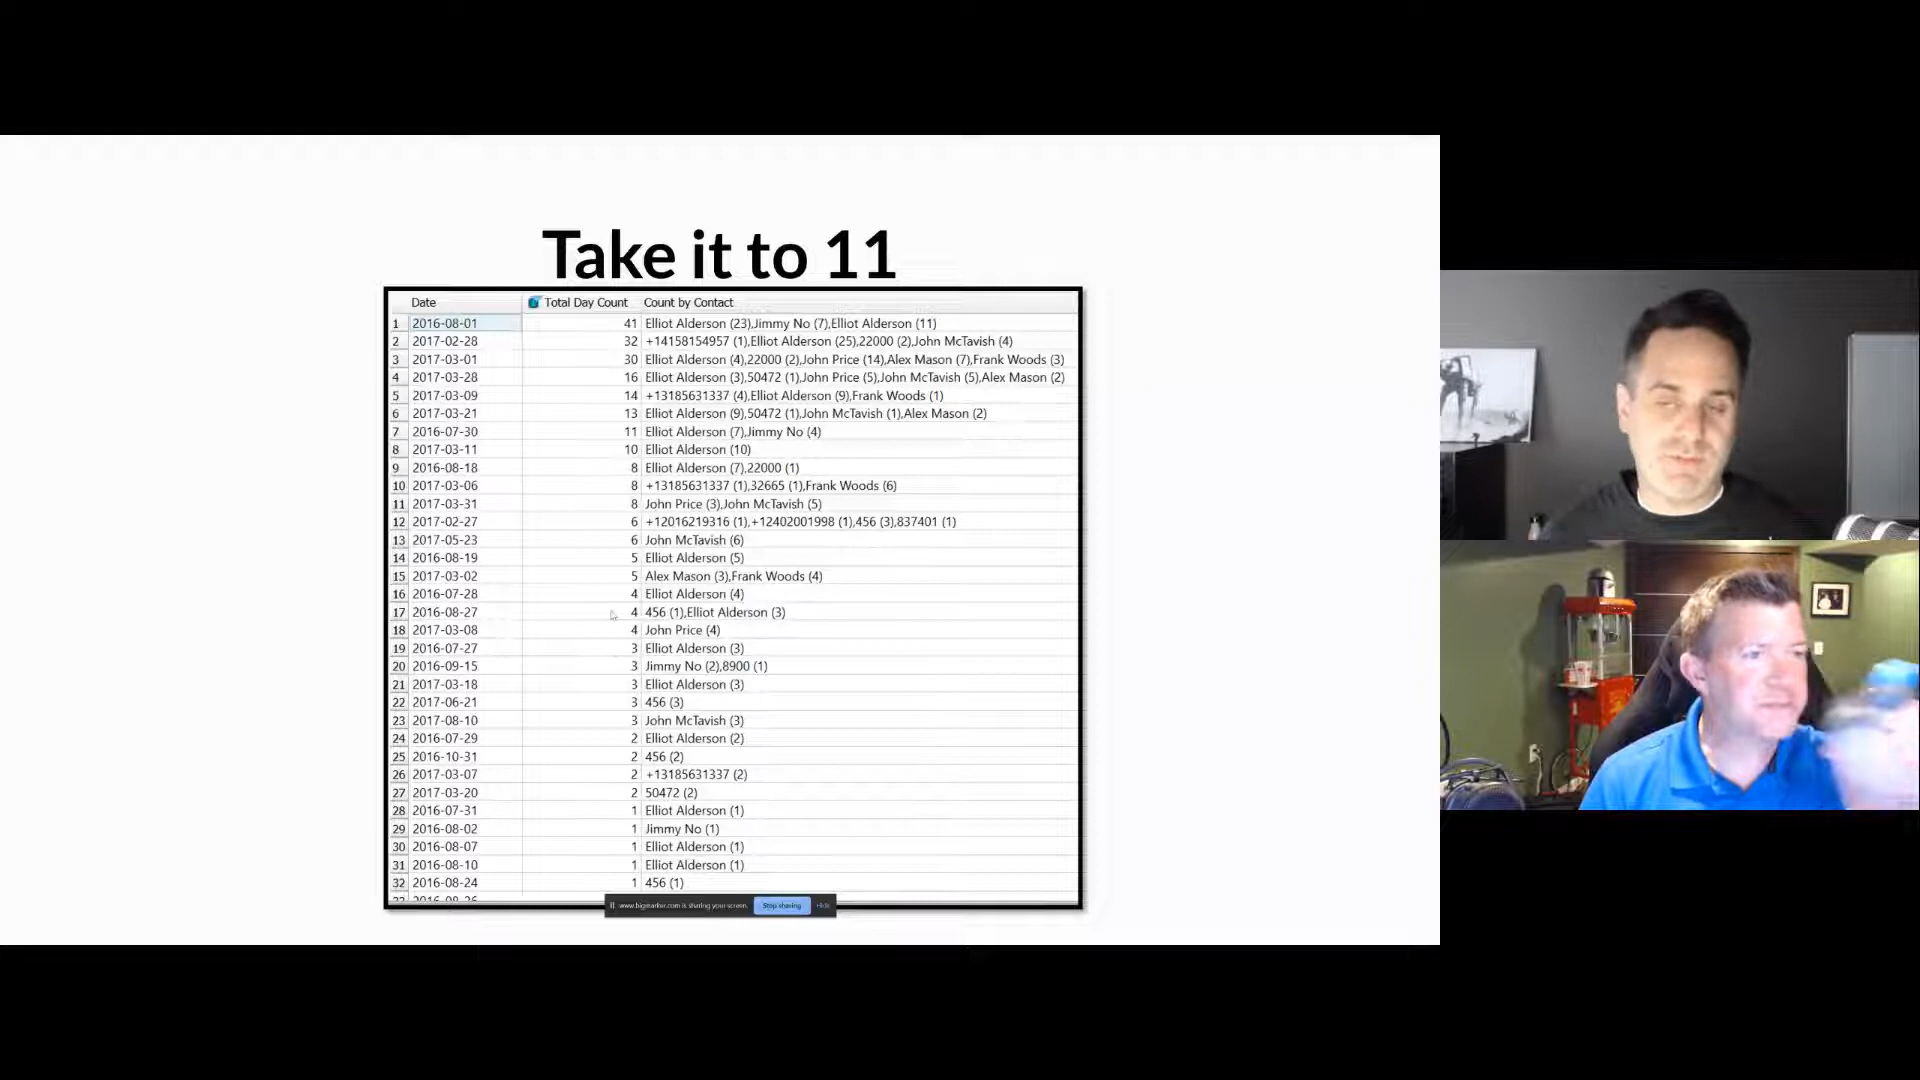 Take it to 11
Date Total Day Count Count by Contact
1 2016-08-01 41 Elliot Alderson (23),Jimmy No (7),Elliot Alderson (11)
2 2017-02-28 32 +14158154957 (1),Elliot Alderson (25),22000 (2),John McTavish (4)
3 2017-03-01 30 Elliot Alderson (4),22000 (2),John Price (14),Alex Mason (7),Frank Woods (3)
4 2017-03-28 16 Elliot Alderson (3),50472 (1),John Price (5),John McTavish (5),Alex Mason (2)
5 2017-03-09 14 +13185631337 (4),Elliot Alderson (9),Frank Woods (1)
6 2017-03-21 13 Elliot Alderson (9),50472 (1),John McTavish (1),Alex Mason (2)
7 2016-07-30 11 Elliot Alderson (7),Jimmy No (4)
8 2017-03-11 10 Elliot Alderson (10)
9 2016-08-18 8 Elliot Alderson (7),22000 (1)
10 2017-03-06 8 +13185631337 (1),32665 (1),Frank Woods (6)
11 2017-03-31 8 John Price (3),John McTavish (5)
12 2017-02-27 6 +12016219316 (1),+12402001998 (1),456 (3),837401 (1)
13 2017-05-23 6 John McTavish (6)
14 2016-08-19 5 Elliot Alderson (5)
15 2017-03-02 5 Alex Mason (3),Frank Woods (4)
16 2016-07-28 4 Elliot Alderson (4)
17 2016-08-27 4 456 (1),Elliot Alderson (3)
18 2017-03-08 4 John Price (4)
19 2016-07-27 3 Elliot Alderson (3)
20 2016-09-15 3 Jimmy No (2),8900 (1)
21 2017-03-18 3 Elliot Alderson (3)
22 2017-06-21 3 456 (3)
23 2017-08-10 3 John McTavish (3)
24 2016-07-29 2 Elliot Alderson (2)
25 2016-10-31 2 456 (2)
26 2017-03-07 2 +13185631337 (2)
27 2017-03-20 2 50472 (2)
28 2016-07-31 1 Elliot Alderson (1)
29 2016-08-02 1 Jimmy No (1)
30 2016-08-07 1 Elliot Alderson (1)
31 2016-08-10 1 Elliot Alderson (1)
32 2016-08-24 1 456 (1)
www.bigmarker.com is sharing your screen. Stop sharing Hide